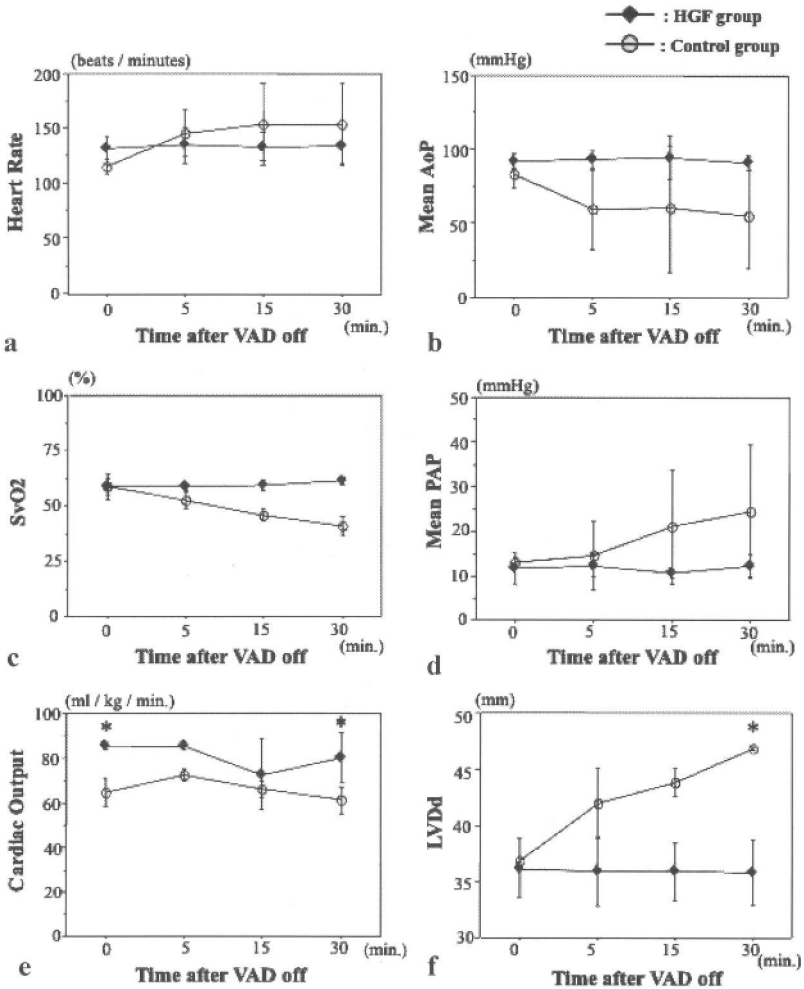 : HGF group
: Control group
(beats / minutes)
200
150
100
50
0
Heart Rate
0 5 15 30
(min.)
Time after VAD off
a
(mmHg)
150
100
50
0
Mean AoP
0 5 15 30
(min.)
Time after VAD off
b
(%)
100
75
50
25
0
SvO2
0 5 15 30
(min.)
Time after VAD off
c
(mmHg)
50
40
30
20
10
0
Mean PAP
0 5 15 30
(min.)
Time after VAD off
d
(ml / kg / min.)
100
80
60
40
20
0
Cardiac Output
* *
0 5 15 30
(min.)
Time after VAD off
e
(mm)
50
45
40
35
30
LVDd
*
0 5 15 30
(min.)
Time after VAD off
f